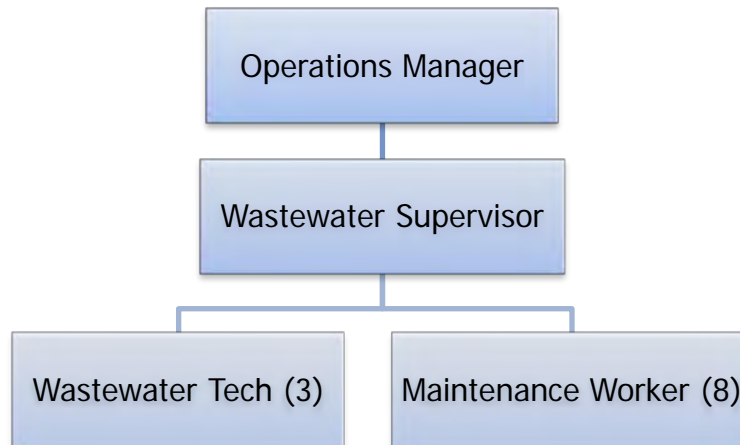 Operations Manager
Wastewater Supervisor
Wastewater Tech (3)
Maintenance Worker (8)